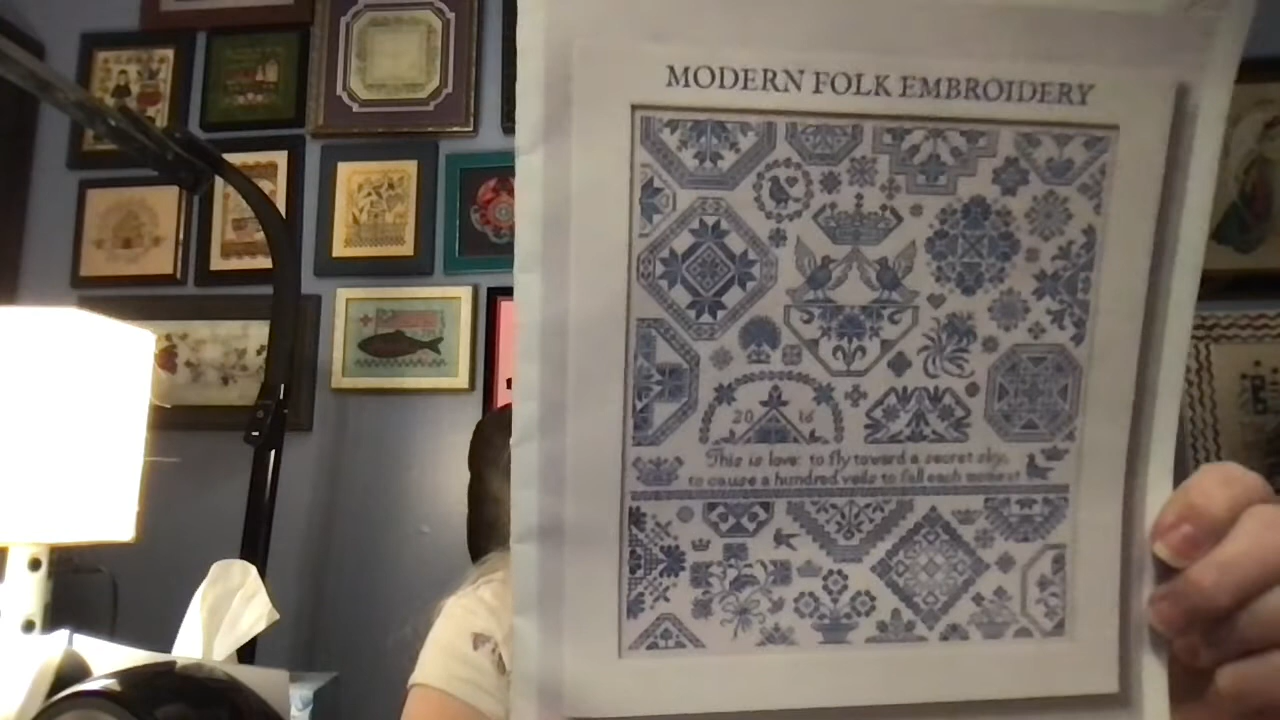 MODERN FOLK EMBROIDERY
20 16
This is love: to fly toward a secret sky,
to cause a hundred veils to fall each moment